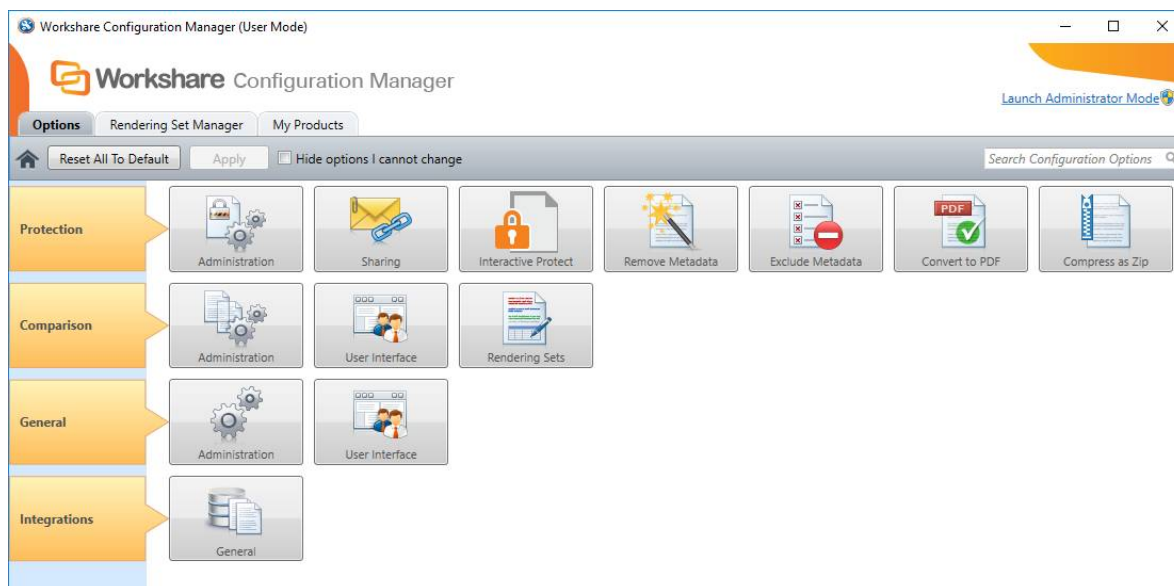 Workshare Configuration Manager (User Mode)
Workshare Configuration Manager
Launch Administrator Mode
Options Rendering Set Manager My Products
Reset All To Default Apply Hide options I cannot change Search Configuration Options
Protection
Administration Sharing Interactive Protect Remove Metadata Exclude Metadata PDF Convert to PDF Compress as Zip
Comparison
Administration User Interface Rendering Sets
General
Administration User Interface
Integrations
General